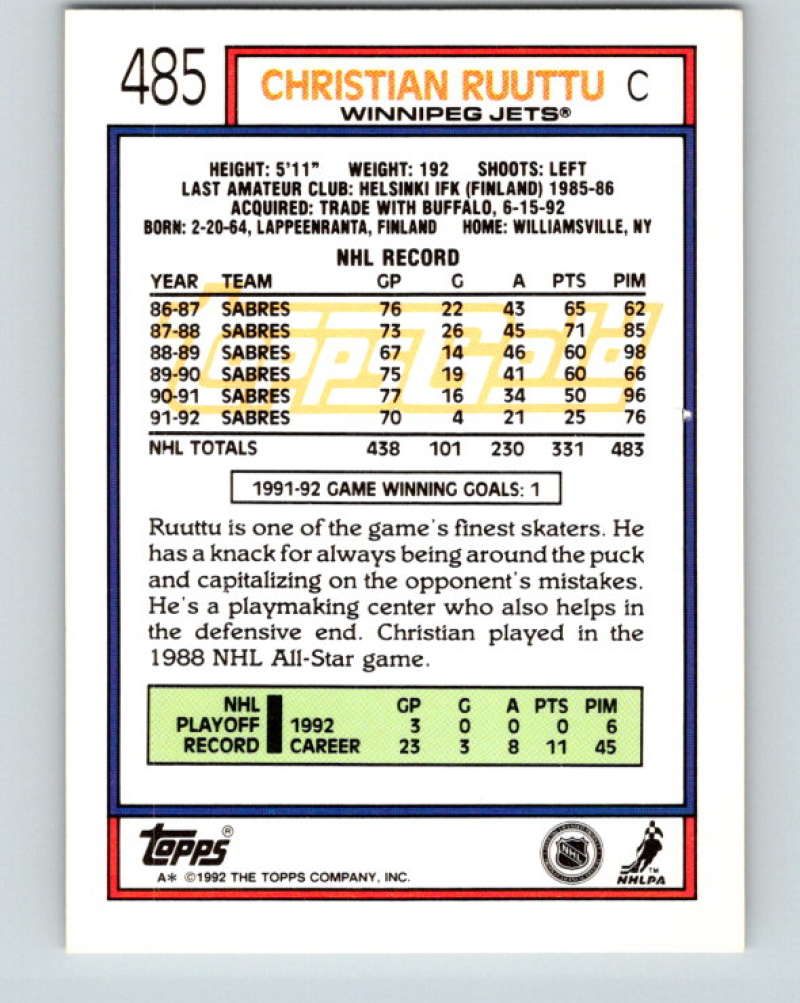 485 CHRISTIAN RUUTTU C
WINNIPEG JETS®
HEIGHT: 5'11" WEIGHT: 192 SHOOTS: LEFT
LAST AMATEUR CLUB: HELSINKI IFK (FINLAND) 1985-86
ACQUIRED: TRADE WITH BUFFALO, 6-15-92
BORN: 2-20-64, LAPPEENRANTA, FINLAND HOME: WILLIAMSVILLE, NY
NHL RECORD
YEAR TEAM GP G A PTS PIM
86-87 SABRES 76 22 43 65 62
87-88 SABRES 73 26 45 71 85
88-89 SABRES 67 14 46 60 98
89-90 SABRES 75 19 41 60 66
90-91 SABRES 77 16 34 50 96
91-92 SABRES 70 4 21 25 76
Topps Gold
NHL TOTALS 438 101 230 331 483
1991-92 GAME WINNING GOALS: 1
Ruuttu is one of the game's finest skaters. He
has a knack for always being around the puck
and capitalizing on the opponent's mistakes.
He's a playmaking center who also helps in
the defensive end. Christian played in the
1988 NHL All-Star game.
NHL GP G A PTS PIM
PLAYOFF 1992 3 0 0 0 6
RECORD CAREER 23 3 8 11 45
TOPPS®
NHL
TM
NHLPA
A* ©1992 THE TOPPS COMPANY, INC.